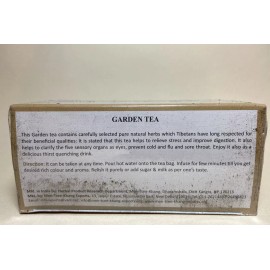 GARDEN TEA
This Garden tea contains carefully selected pure natural herbs which Tibetans have long respected for
their beneficial qualities. It is stated that this tea helps to relieve stress and improve digestion. It also
helps to clarify the five sensory organs as eyes, prevent cold and flu and sore throat. Enjoy it also as a
delicious thirst quenching drink.
Direction: It can be taken at any time. Pour hot water onto the tea bag. Infuse for few minutes till you get
desired rich colour and aroma. Relish it purely or add sugar & milk as per one's taste.